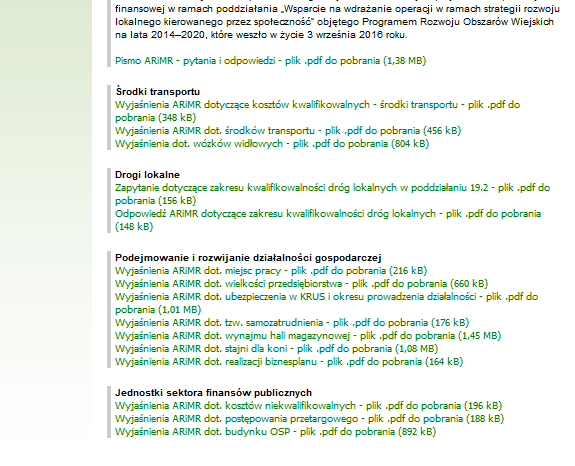 finansowej w ramach poddziałania „Wsparcie na wdrażanie operacji w ramach strategii rozwoju
lokalnego kierowanego przez społeczność” objętego Programem Rozwoju Obszarów Wiejskich
na lata 2014–2020, które weszło w życie 3 września 2016 roku.
Pismo ARiMR - pytania i odpowiedzi - plik .pdf do pobrania (1,38 MB)
Środki transportu
Wyjaśnienia ARiMR dotyczące kosztów kwalifikowalnych - środki transportu - plik .pdf do
pobrania (348 kB)
Wyjaśnienia ARiMR dot. środków transportu - plik .pdf do pobrania (456 kB)
Wyjaśnienia dot. wózków widłowych - plik .pdf do pobrania (804 kB)
Drogi lokalne
Zapytanie dotyczące zakresu kwalifikowalności dróg lokalnych w poddziałaniu 19.2 - plik .pdf do
pobrania (156 kB)
Odpowiedź ARiMR dotyczące zakresu kwalifikowalności dróg lokalnych - plik .pdf do pobrania
(148 kB)
Podejmowanie i rozwijanie działalności gospodarczej
Wyjaśnienia ARiMR dot. miejsc pracy - plik .pdf do pobrania (216 kB)
Wyjaśnienia ARiMR dot. wielkości przedsiębiorstwa - plik .pdf do pobrania (660 kB)
Wyjaśnienia ARiMR dot. ubezpieczenia w KRUS i okresu prowadzenia działalności - plik .pdf do
pobrania (1,01 MB)
Wyjaśnienia ARiMR dot. tzw. samozatrudnienia - plik .pdf do pobrania (176 kB)
Wyjaśnienia ARiMR dot. wynajmu hali magazynowej - plik .pdf do pobrania (1,45 MB)
Wyjaśnienia ARiMR dot. stajni dla koni - plik .pdf do pobrania (1,08 MB)
Wyjaśnienia ARiMR dot. realizacji biznesplanu - plik .pdf do pobrania (164 kB)
Jednostki sektora finansów publicznych
Wyjaśnienia ARiMR dot. kosztów niekwalifikowalnych - plik .pdf do pobrania (196 kB)
Wyjaśnienia ARiMR dot. postępowania przetargowego - plik .pdf do pobrania (188 kB)
Wyjaśnienia ARiMR dot. budynku OSP - plik .pdf do pobrania (892 kB)